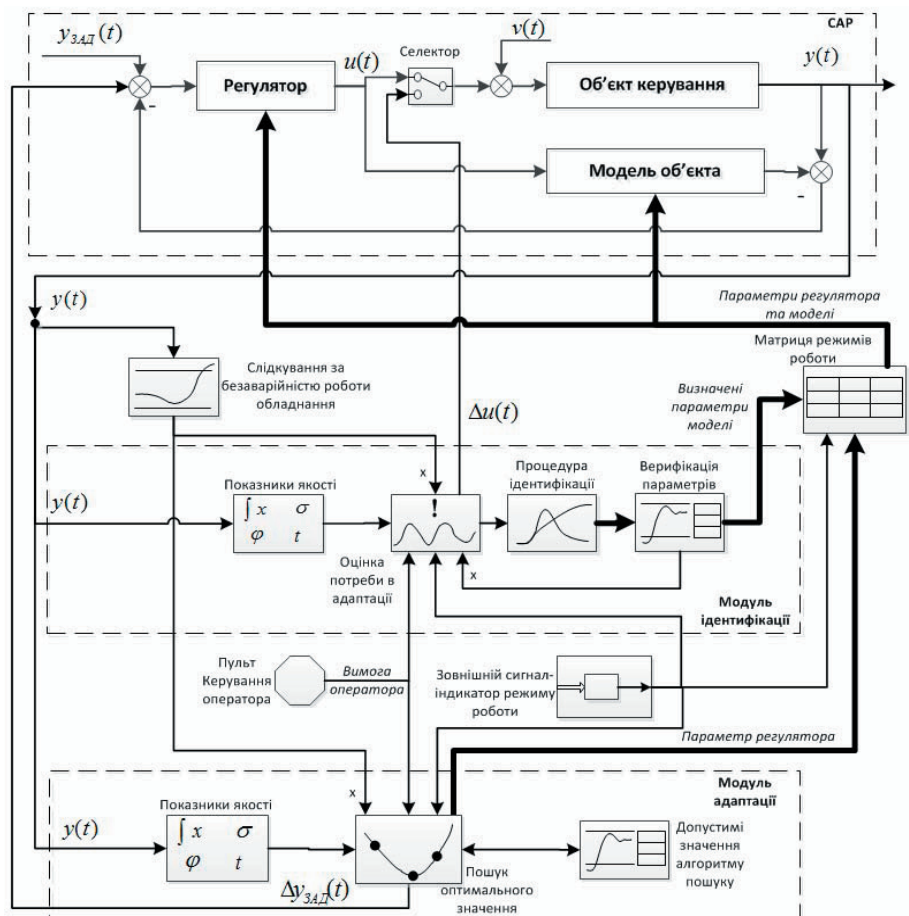 САР
y_ЗАД(t)
u(t)
Селектор
v(t)
y(t)
Регулятор
Об’єкт керування
Модель об’єкта
-
-
y(t)
Параметри регулятора
та моделі
Матриця режимів
роботи
Слідкування за
безаварійністю роботи
обладнання
Δu(t)
Визначені
параметри
моделі
y(t)
Показники якості
∫ x σ
φ t
x
!
Оцінка
потреби в
адаптації
Процедура
ідентифікації
Верифікація
параметрів
x
Модуль
ідентифікації
Пульт
Керування
оператора
Вимога
оператора
Зовнішній сигнал-
індикатор режиму
роботи
Параметр регулятора
Модуль
адаптації
y(t)
Показники якості
∫ x σ
φ t
x
Δy_ЗАД(t)
Пошук
оптимального
значення
Допустимі
значення
алгоритму
пошуку